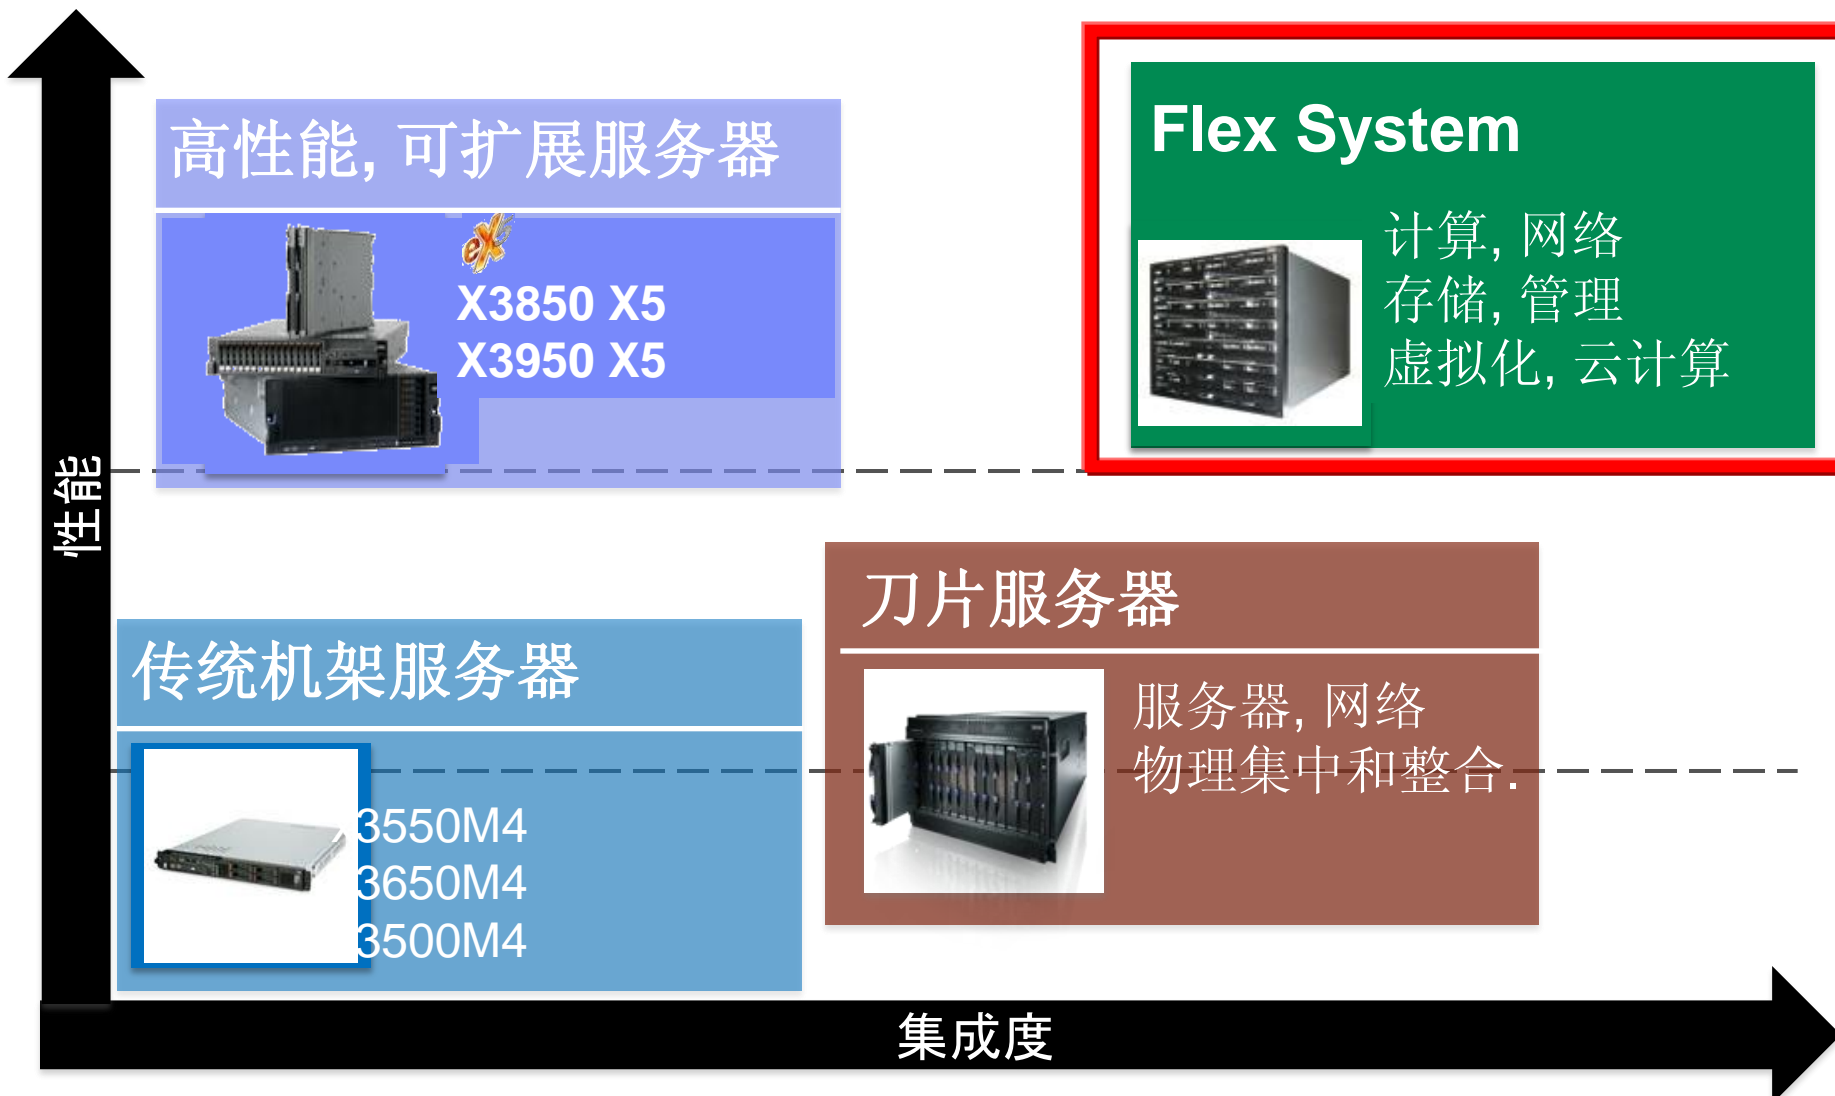 高性能, 可扩展服务器
eX5
X3850 X5
X3950 X5
Flex System
计算, 网络
存储, 管理
虚拟化, 云计算
性能
传统机架服务器
3550M4
3650M4
3500M4
刀片服务器
服务器, 网络
物理集中和整合.
集成度